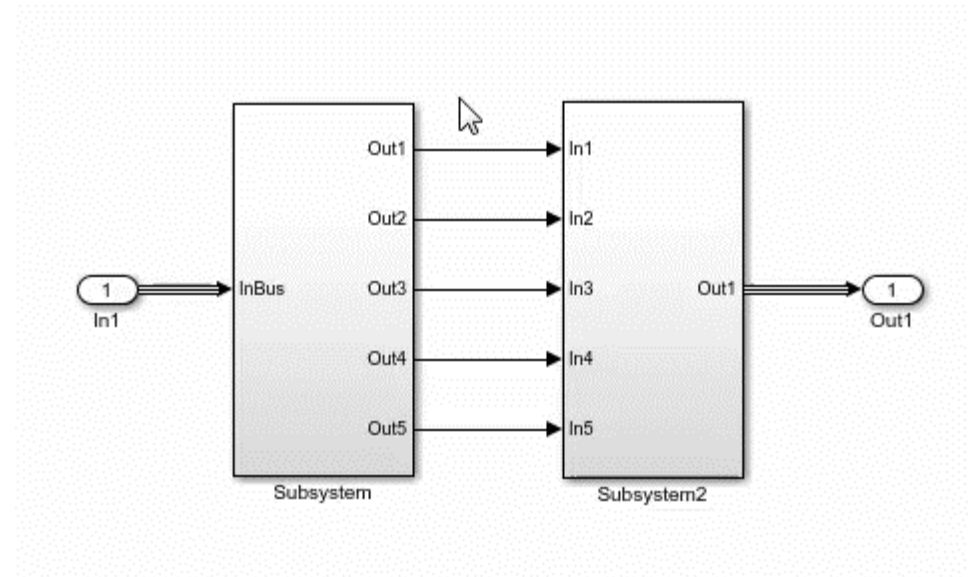 Out1 In1
Out2 In2
1 InBus Out3 In3 Out1 1
In1 Out1
Out4 In4
Out5 In5
Subsystem Subsystem2